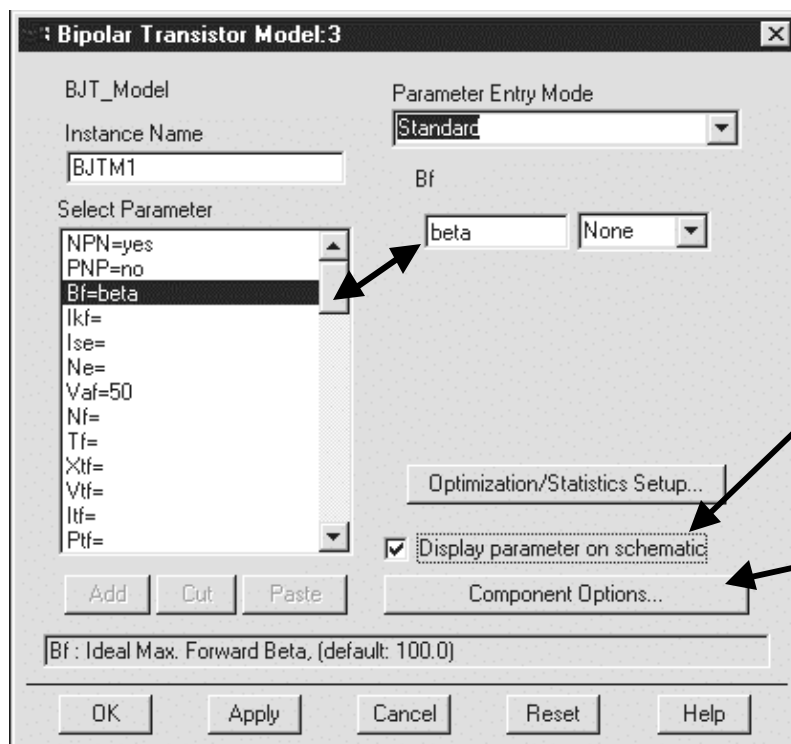 Bipolar Transistor Model:3
BJT_Model
Instance Name
BJTM1
Select Parameter
NPN=yes
PNP=no
Bf=beta
Ikf=
Ise=
Ne=
Vaf=50
Nf=
Tf=
Xtf=
Vtf=
Itf=
Ptf=
Add Cut Paste
Parameter Entry Mode
Standard
Bf
beta None
Optimization/Statistics Setup...
Display parameter on schematic
Component Options...
Bf : Ideal Max. Forward Beta, (default: 100.0)
OK Apply Cancel Reset Help